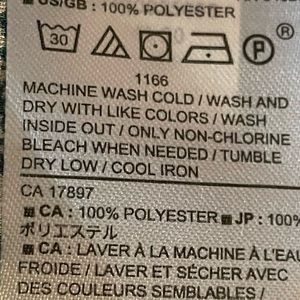 US/GB : 100% POLYESTER
30 P ®
1166
MACHINE WASH COLD / WASH AND
DRY WITH LIKE COLORS / WASH
INSIDE OUT / ONLY NON-CHLORINE
BLEACH WHEN NEEDED / TUMBLE
DRY LOW / COOL IRON
CA 17897
CA : 100% POLYESTER JP : 100%
ポリエステル
CA : LAVER À LA MACHINE À L'EAU
FROIDE / LAVER ET SÉCHER AVEC
DES COULEURS SEMBLABLES /